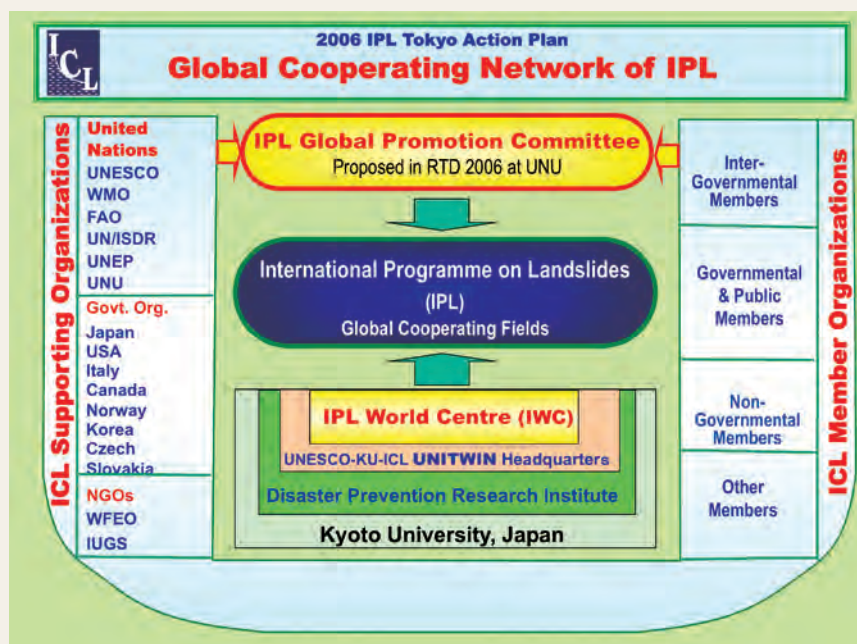 ICL
2006 IPL Tokyo Action Plan
Global Cooperating Network of IPL
ICL Supporting Organizations
United
Nations
UNESCO
WMO
FAO
UN/ISDR
UNEP
UNU
Govt. Org.
Japan
USA
Italy
Canada
Norway
Korea
Czech
Slovakia
NGOs
WFEO
IUGS
IPL Global Promotion Committee
Proposed in RTD 2006 at UNU
International Programme on Landslides
(IPL)
Global Cooperating Fields
IPL World Centre (IWC)
UNESCO-KU-ICL UNITWIN Headquarters
Disaster Prevention Research Institute
Kyoto University, Japan
Inter-
Governmental
Members
Governmental
& Public
Members
Non-
Governmental
Members
Other
Members
ICL Member Organizations